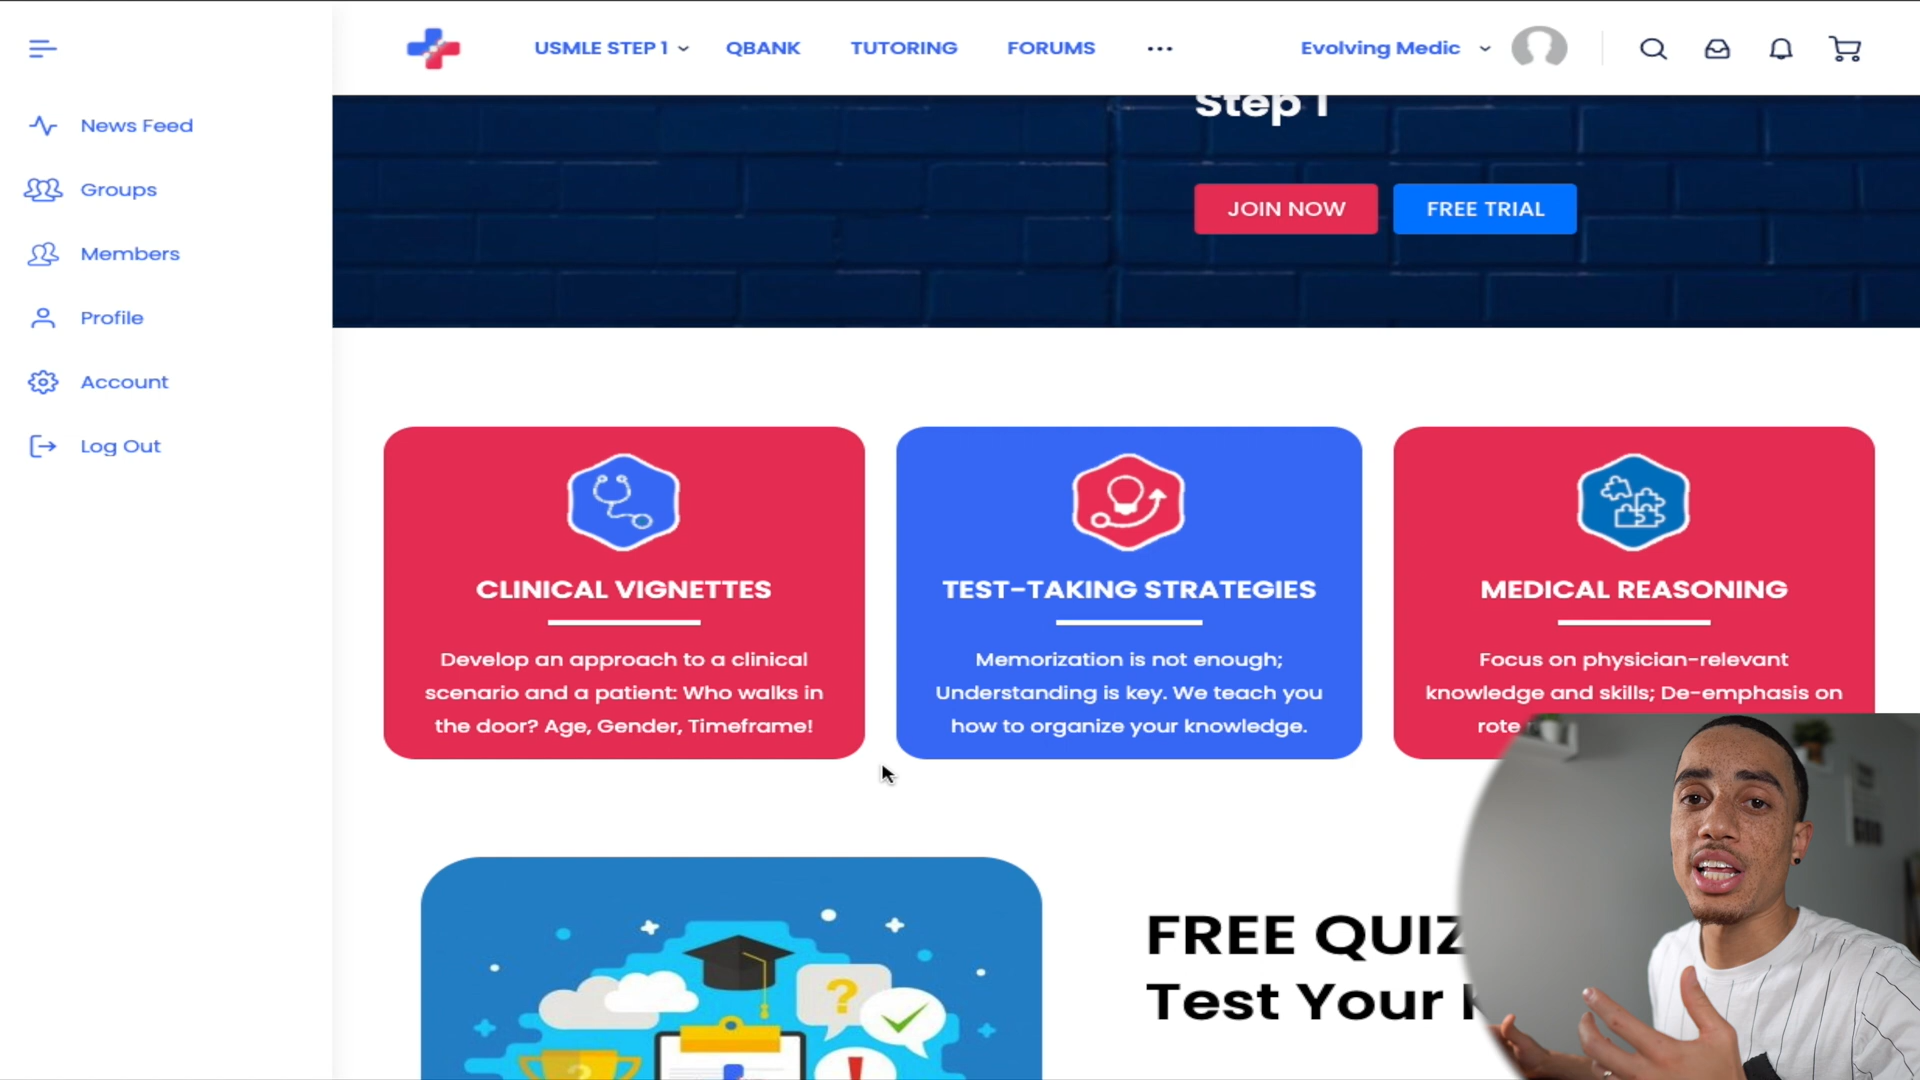 USMLE STEP 1
QBANK
TUTORING
FORUMS
Evolving Medic
News Feed
Groups
Members
Profile
Account
Log Out
Step 1
JOIN NOW
FREE TRIAL
CLINICAL VIGNETTES
Develop an approach to a clinical
scenario and a patient: Who walks in
the door? Age, Gender, Timeframe!
TEST-TAKING STRATEGIES
Memorization is not enough;
Understanding is key. We teach you
how to organize your knowledge.
MEDICAL REASONING
Focus on physician-relevant
knowledge and skills; De-emphasis on
rote
FREE QUIZ
Test Your